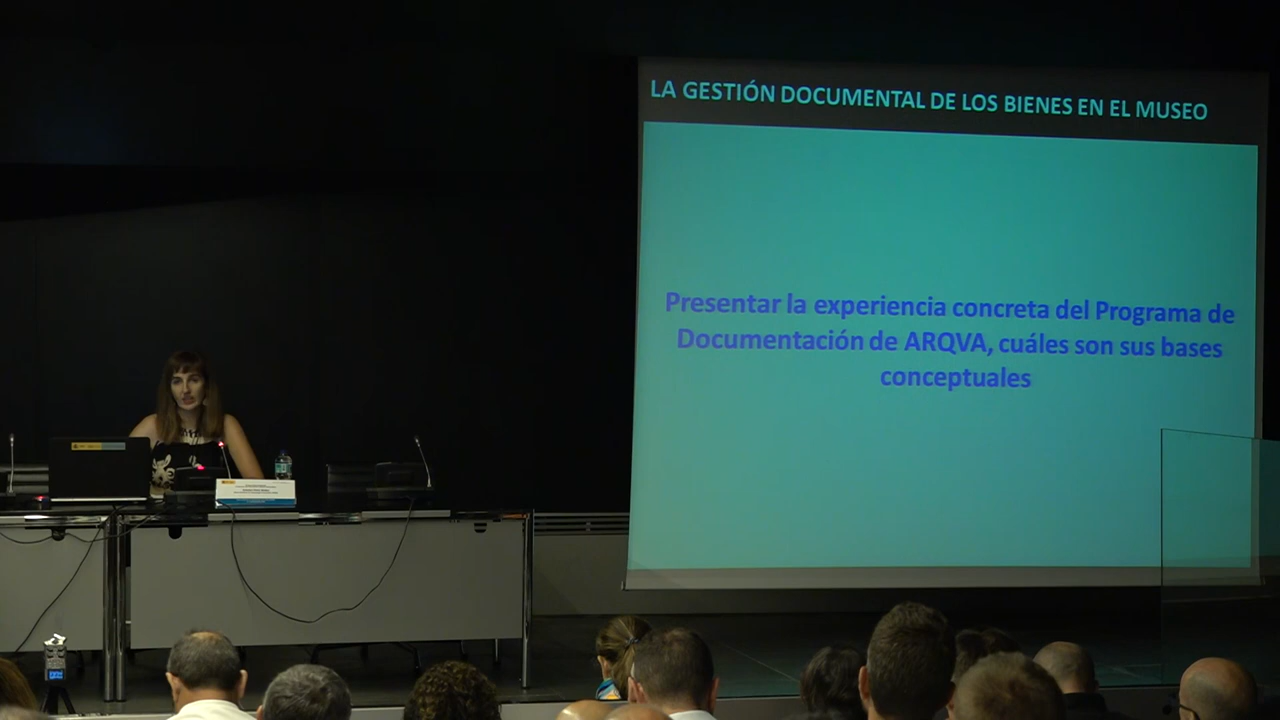 LA GESTIÓN DOCUMENTAL DE LOS BIENES EN EL MUSEO
Presentar la experiencia concreta del Programa de
Documentación de ARQVA, cuáles son sus bases
conceptuales